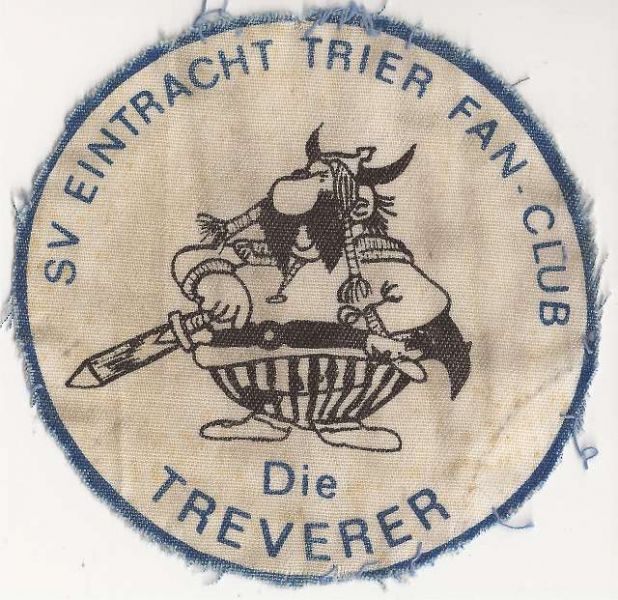 SV EINTRACHT TRIER FAN-CLUB
Die
TREVERER